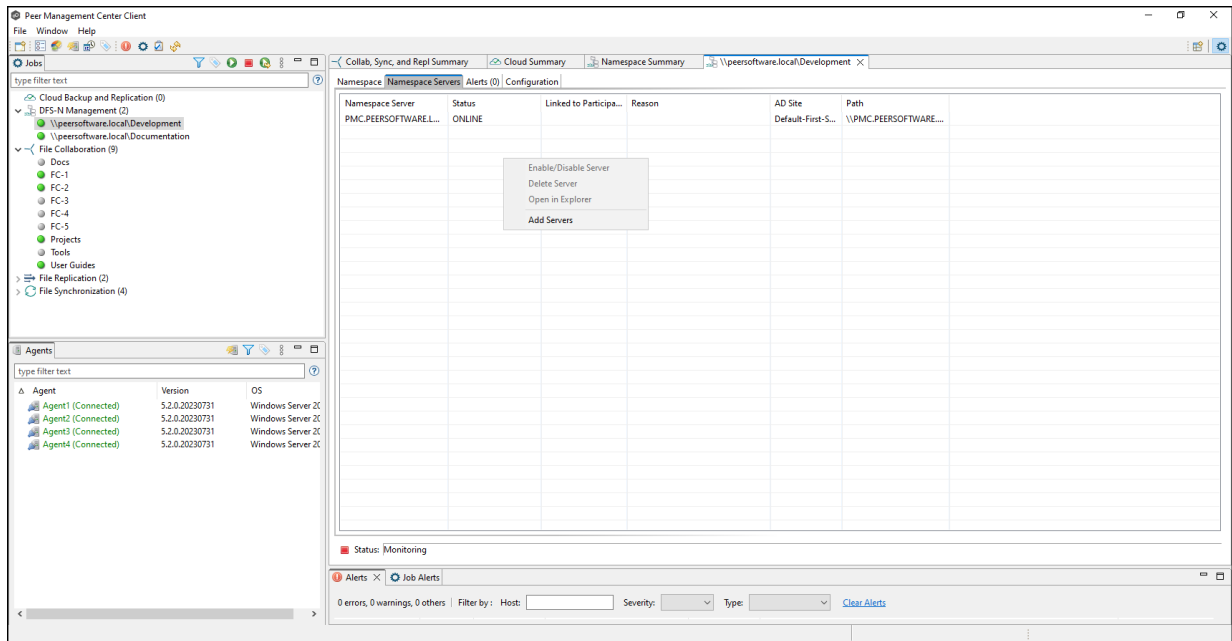 Peer Management Center Client
File Window Help
Jobs
type filter text
Cloud Backup and Replication (0)
DFS-N Management (2)
\\peersoftware.local\Development
\\peersoftware.local\Documentation
File Collaboration (9)
Docs
FC-1
FC-2
FC-3
FC-4
FC-5
Projects
Tools
User Guides
File Replication (2)
File Synchronization (4)
Agents
type filter text
Agent Version OS
Agent1 (Connected) 5.2.0.20230731 Windows Server 20
Agent2 (Connected) 5.2.0.20230731 Windows Server 20
Agent3 (Connected) 5.2.0.20230731 Windows Server 20
Agent4 (Connected) 5.2.0.20230731 Windows Server 20
Collab, Sync, and Repl Summary Cloud Summary Namespace Summary \\peersoftware.local\Development
Namespace Namespace Servers Alerts (0) Configuration
Namespace Server Status Linked to Participa... Reason AD Site Path
PMC.PEERSOFTWARE.L... ONLINE Default-First-S... \\PMC.PEERSOFTWARE....
Enable/Disable Server
Delete Server
Open in Explorer
Add Servers
Status: Monitoring
Alerts Job Alerts
0 errors, 0 warnings, 0 others Filter by : Host: Severity: Type: Clear Alerts